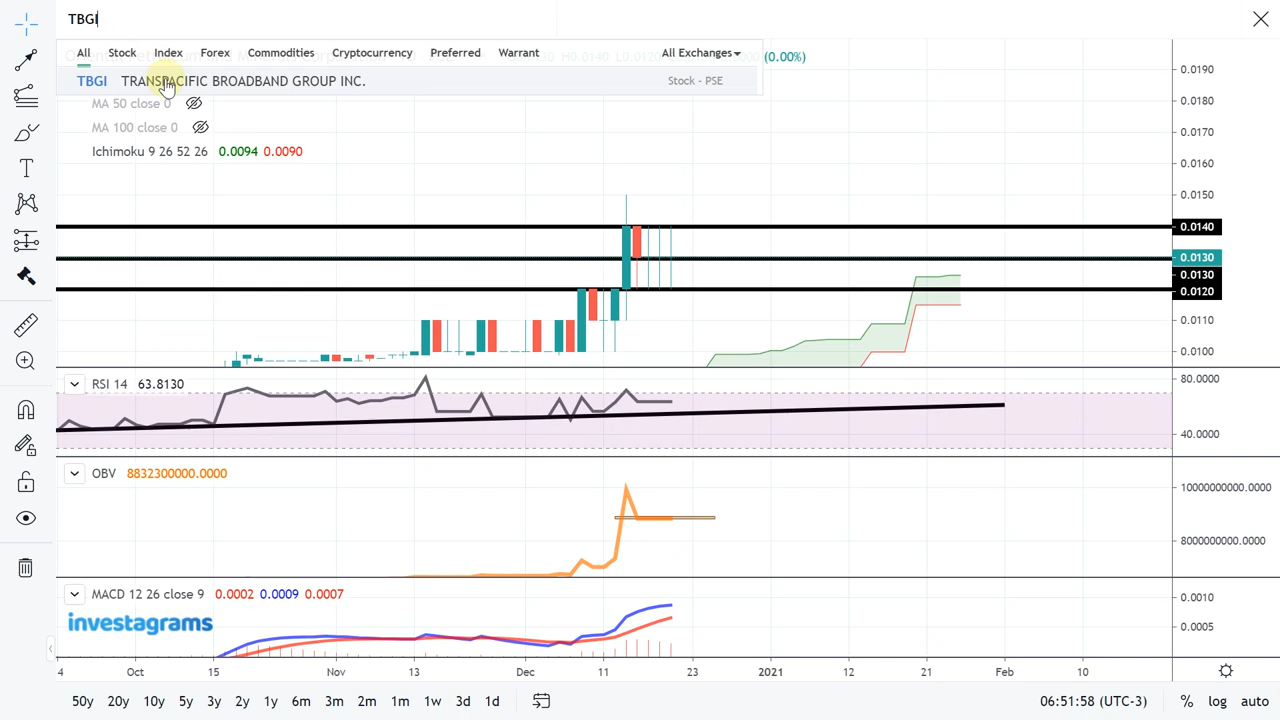 TBGI
All Stock Index Forex Commodities Cryptocurrency Preferred Warrant All Exchanges
(0.00%)
TBGI TRANSPACIFIC BROADBAND GROUP INC. Stock - PSE
MA 50 close 0
MA 100 close 0
Ichimoku 9 26 52 26 0.0094 0.0090
0.0190
0.0180
0.0170
0.0160
0.0150
0.0140
0.0130
0.0130
0.0120
0.0110
0.0100
RSI 14 63.8130
80.0000
40.0000
OBV 8832300000.0000
10000000000.0000
8000000000.0000
MACD 12 26 close 9 0.0002 0.0009 0.0007
0.0010
0.0005
investagrams
4 Oct 15 Nov 13 Dec 11 23 2021 12 21 Feb 10
50y 20y 10y 5y 3y 2y 1y 6m 3m 2m 1m 1w 3d 1d 06:51:58 (UTC-3) % log auto